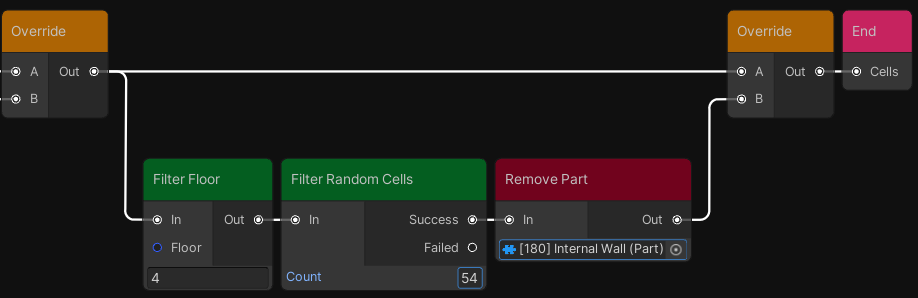 Override
A Out
B
Override
A Out
B
End
Cells
Filter Floor
In Out
Floor
4
Filter Random Cells
In Success
Failed
Count 54
Remove Part
In Out
[180] Internal Wall (Part)